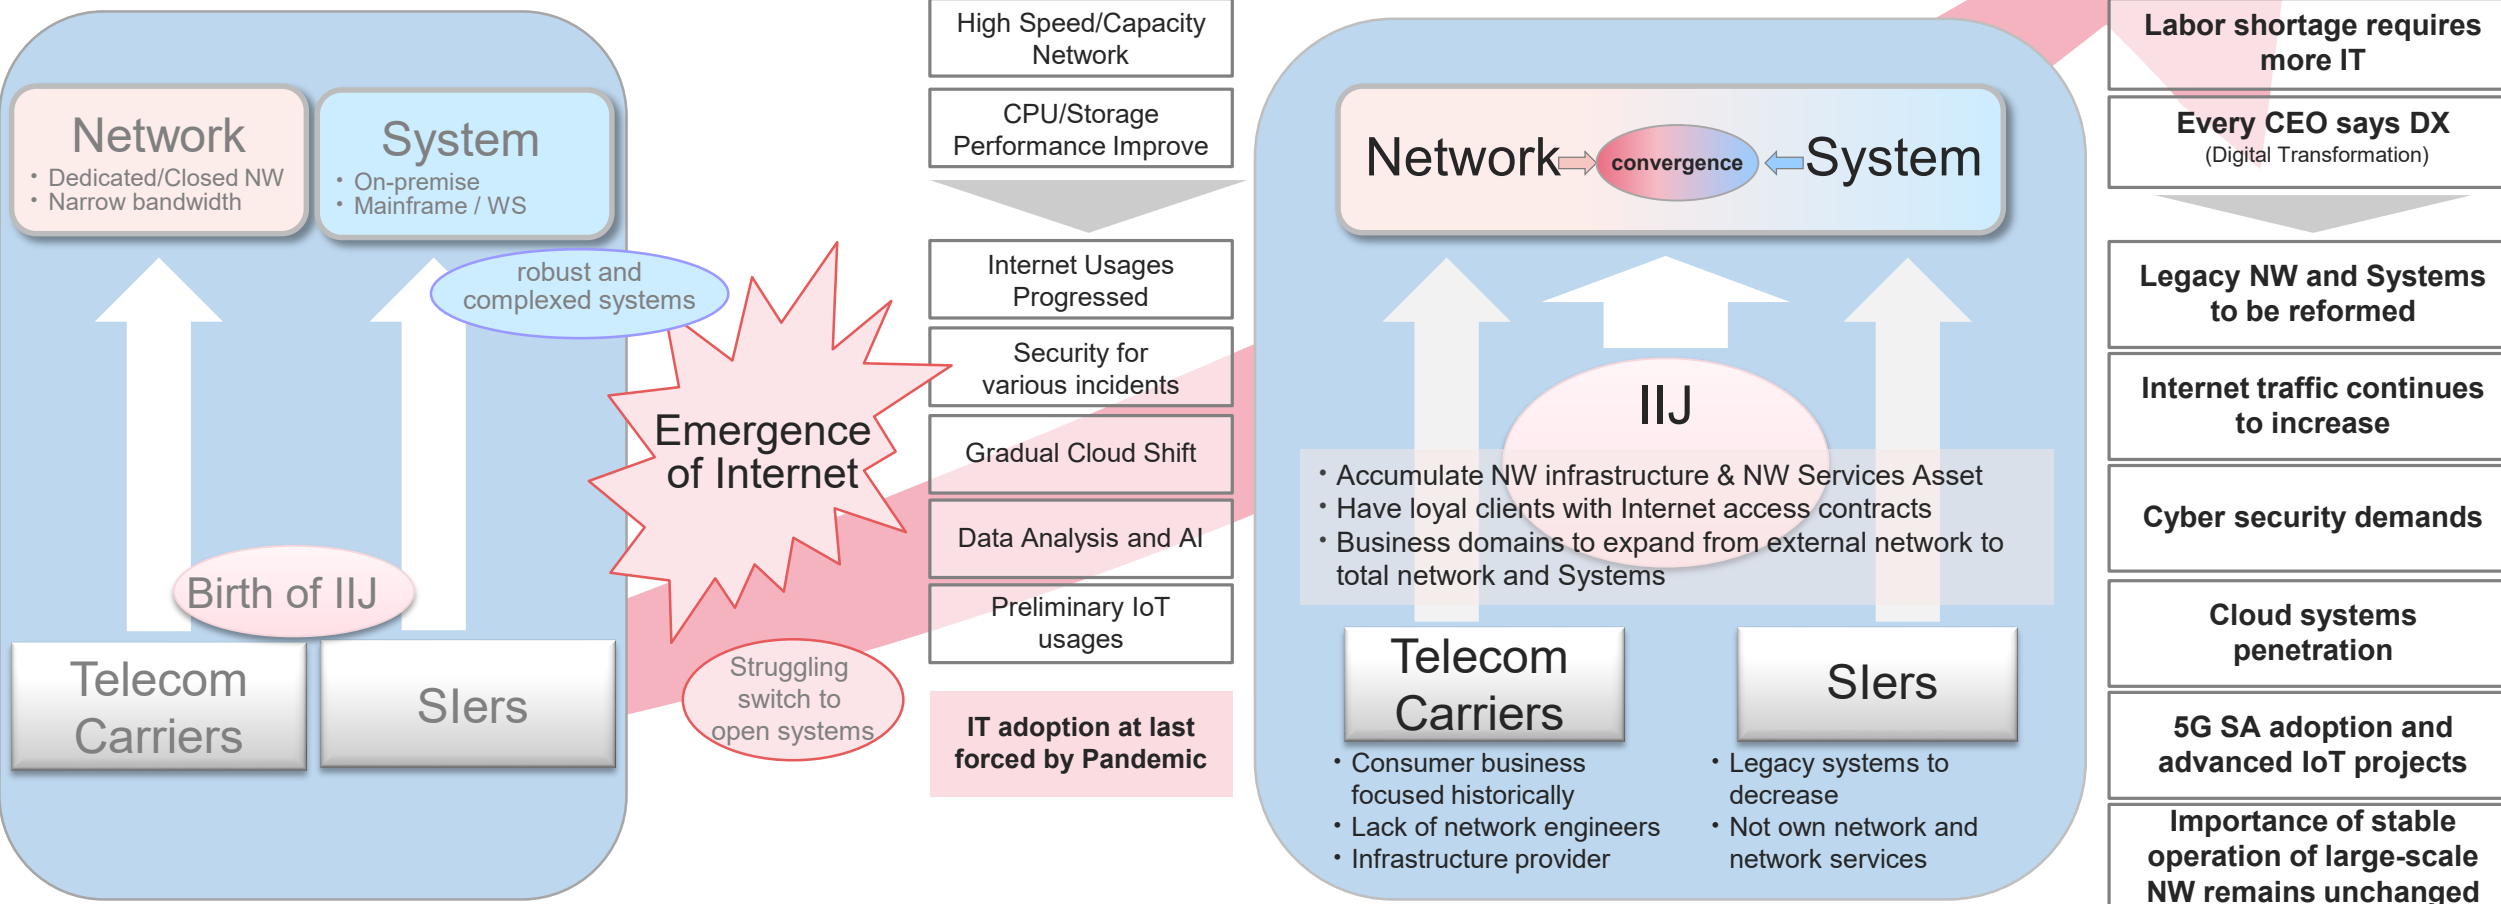 Network
・Dedicated/Closed NW
・Narrow bandwidth
System
・On-premise
・Mainframe / WS
robust and
complexed systems
Birth of IIJ
Telecom
Carriers
SIers
Emergence
of Internet
Struggling
switch to
open systems
High Speed/Capacity
Network
CPU/Storage
Performance Improve
Internet Usages
Progressed
Security for
various incidents
Gradual Cloud Shift
Data Analysis and AI
Preliminary IoT
usages
IT adoption at last
forced by Pandemic
Network
convergence
System
IIJ
・Accumulate NW infrastructure & NW Services Asset
・Have loyal clients with Internet access contracts
・Business domains to expand from external network to
total network and Systems
Telecom
Carriers
・Consumer business
focused historically
・Lack of network engineers
・Infrastructure provider
SIers
・Legacy systems to
decrease
・Not own network and
network services
Labor shortage requires
more IT
Every CEO says DX
(Digital Transformation)
Legacy NW and Systems
to be reformed
Internet traffic continues
to increase
Cyber security demands
Cloud systems
penetration
5G SA adoption and
advanced IoT projects
Importance of stable
operation of large-scale
NW remains unchanged